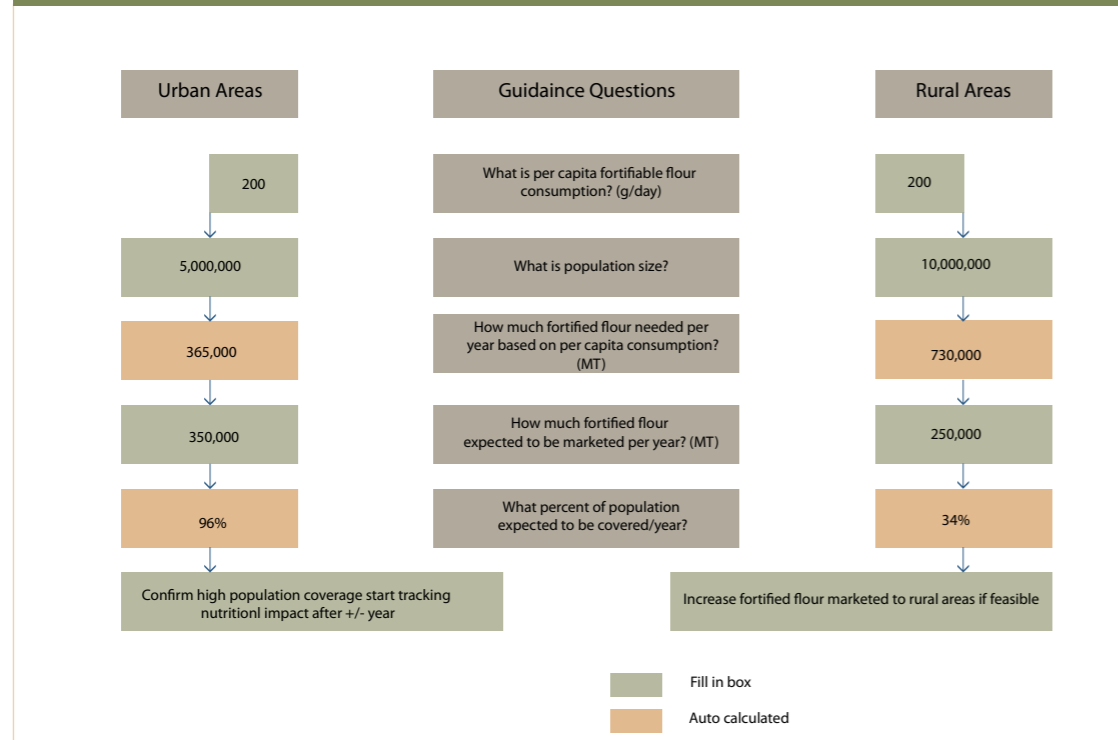 Urban Areas
Guidaince Questions
Rural Areas
200
What is per capita fortifiable flour
consumption? (g/day)
200
5,000,000
What is population size?
10,000,000
365,000
How much fortified flour needed per
year based on per capita consumption?
(MT)
730,000
350,000
How much fortified flour
expected to be marketed per year? (MT)
250,000
96%
What percent of population
expected to be covered/year?
34%
Confirm high population coverage start tracking
nutritionl impact after +/- year
Increase fortified flour marketed to rural areas if feasible
Fill in box
Auto calculated